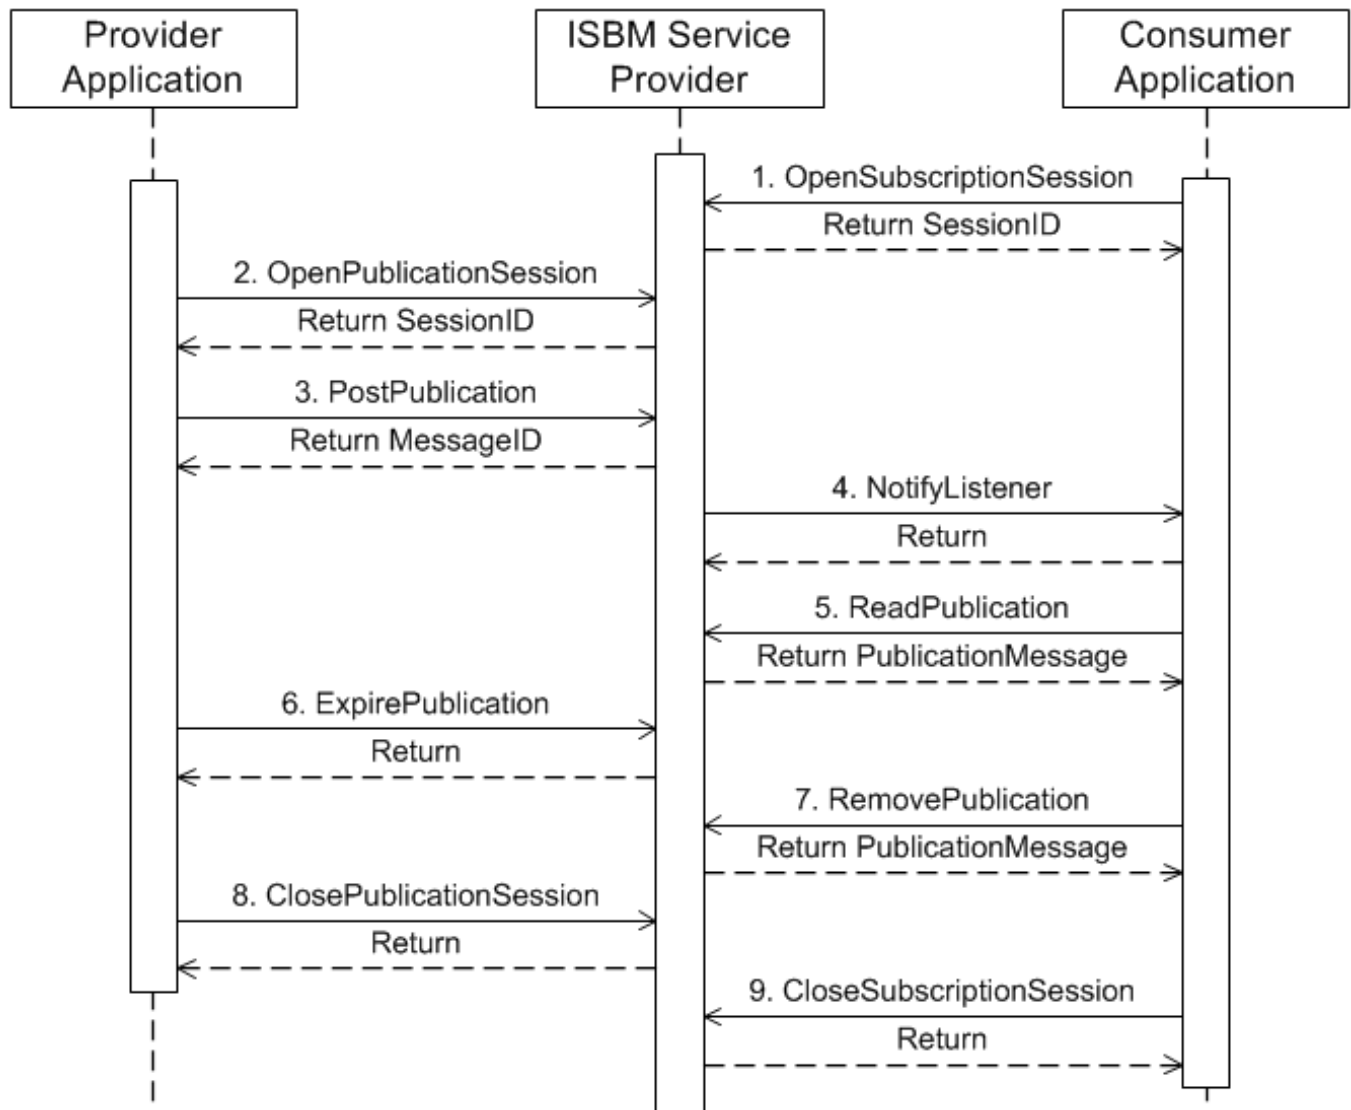 Provider
Application
ISBM Service
Provider
Consumer
Application
1. OpenSubscriptionSession
Return SessionID
2. OpenPublicationSession
Return SessionID
3. PostPublication
Return MessageID
4. NotifyListener
Return
5. ReadPublication
Return PublicationMessage
6. ExpirePublication
Return
7. RemovePublication
Return PublicationMessage
8. ClosePublicationSession
Return
9. CloseSubscriptionSession
Return